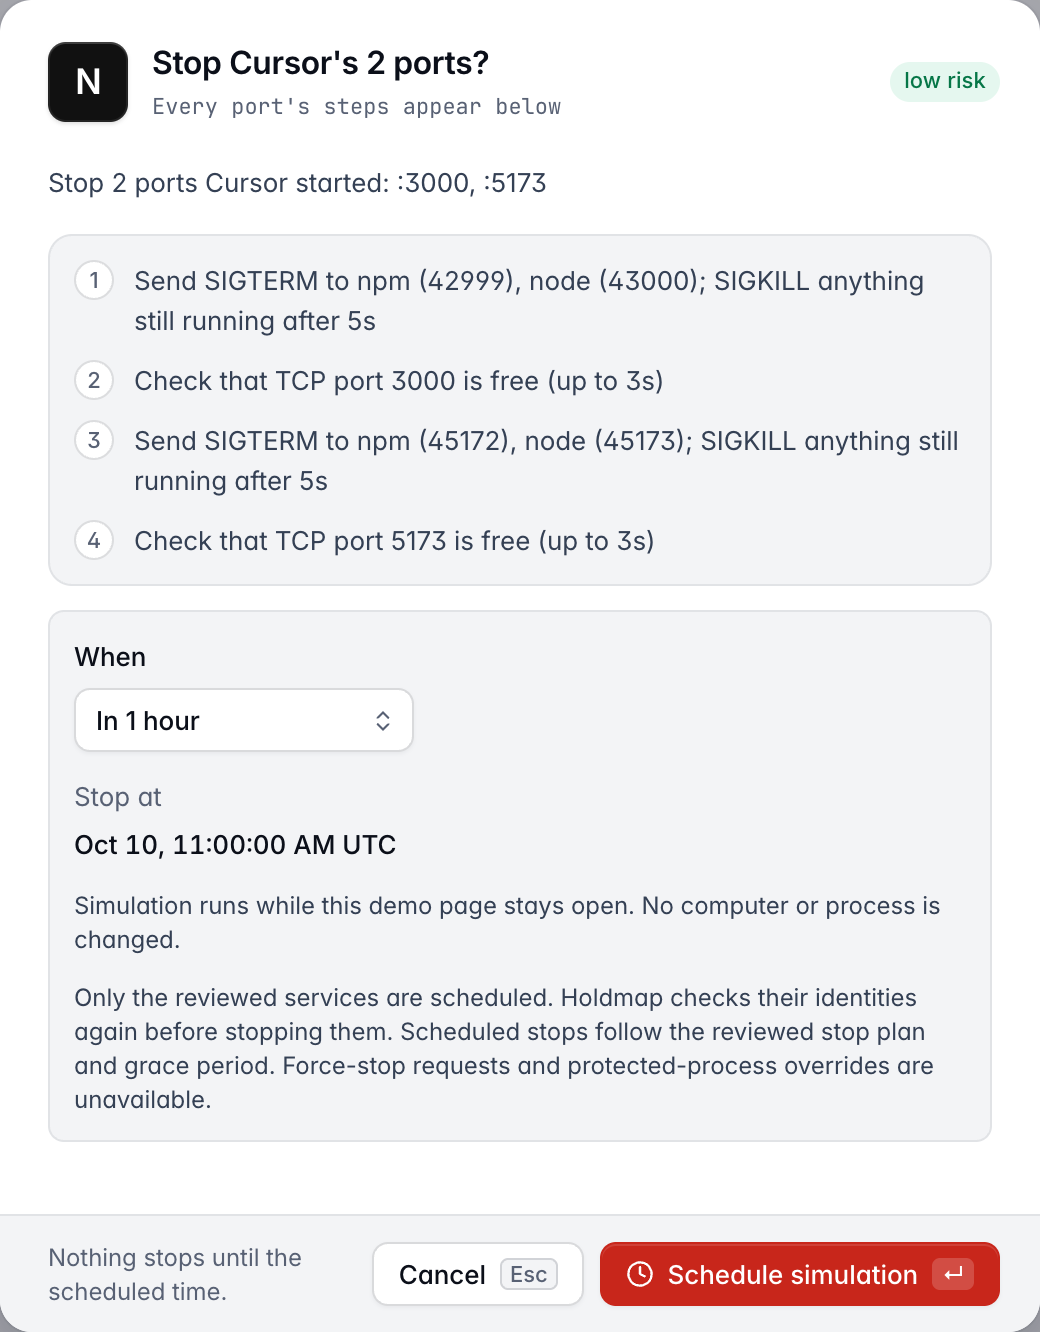 N
Stop Cursor's 2 ports?
Every port's steps appear below
low risk
Stop 2 ports Cursor started: :3000, :5173
1 Send SIGTERM to npm (42999), node (43000); SIGKILL anything
still running after 5s
2 Check that TCP port 3000 is free (up to 3s)
3 Send SIGTERM to npm (45172), node (45173); SIGKILL anything still
running after 5s
4 Check that TCP port 5173 is free (up to 3s)
When
In 1 hour
Stop at
Oct 10, 11:00:00 AM UTC
Simulation runs while this demo page stays open. No computer or process is
changed.
Only the reviewed services are scheduled. Holdmap checks their identities
again before stopping them. Scheduled stops follow the reviewed stop plan
and grace period. Force-stop requests and protected-process overrides are
unavailable.
Nothing stops until the
scheduled time.
Cancel Esc
Schedule simulation